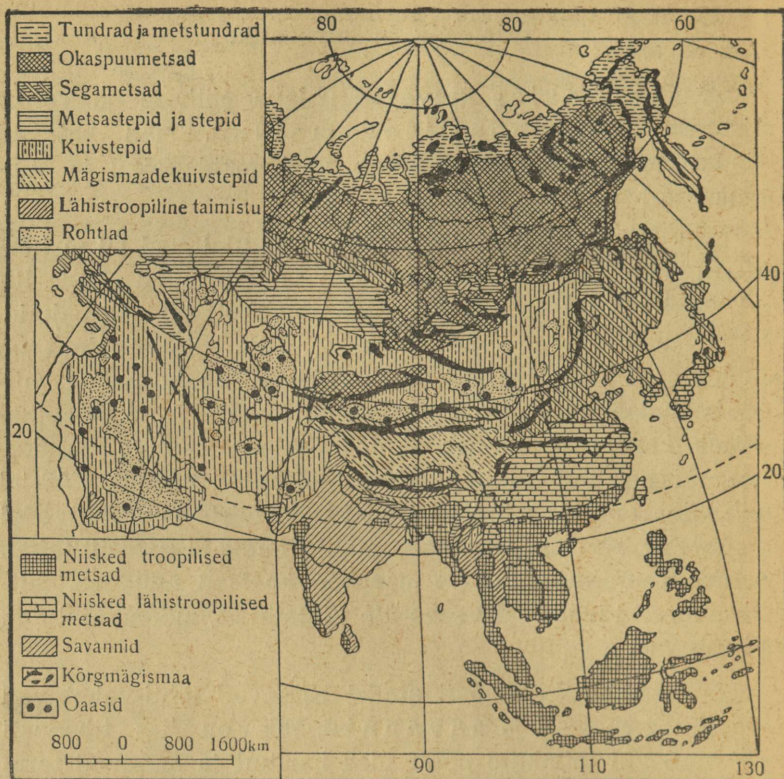 80
80
60
Tundrad ja metstundrad
Okaspuumetsad
Segametsad
Metsastepid ja stepid
Kuivstepid
Mägismaade kuivstepid
Lähistroopiline taimistu
Rohtlad
40
20
20
Niisked troopilised
metsad
Niisked lähistroopilised
metsad
Savannid
Kõrgmägismaa
Oaasid
800 0 800 1600km
90
110
130